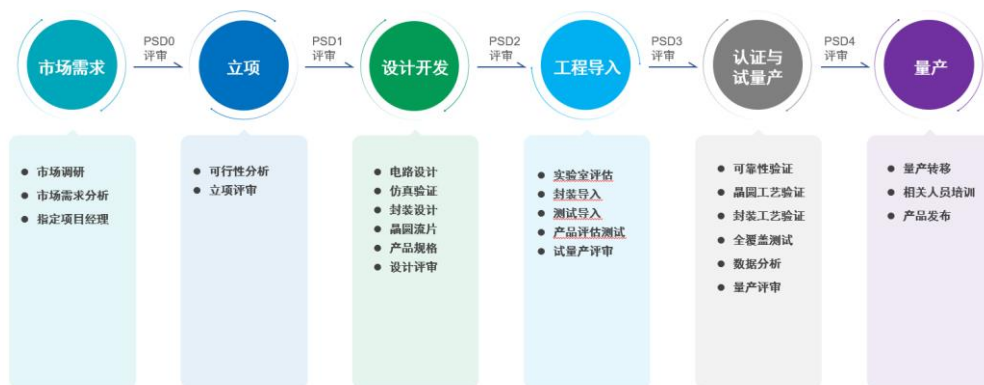 市场需求
PSD0
评审
立项
PSD1
评审
设计开发
PSD2
评审
工程导入
PSD3
评审
认证与
试量产
PSD4
评审
量产
市场调研
市场需求分析
指定项目经理
可行性分析
立项评审
电路设计
仿真验证
封装设计
晶圆流片
产品规格
设计评审
实验室评估
封装导入
测试导入
产品评估测试
试量产评审
可靠性验证
晶圆工艺验证
封装工艺验证
全覆盖测试
数据分析
量产评审
量产转移
相关人员培训
产品发布